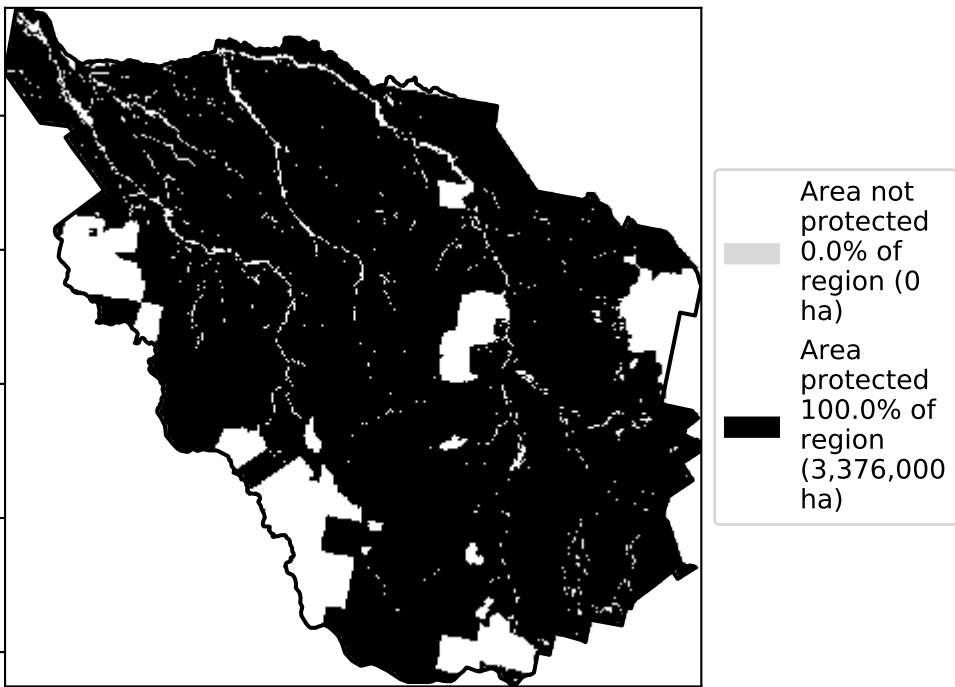 Area not
protected
0.0% of
region (0
ha)
Area
protected
100.0% of
region
(3,376,000
ha)